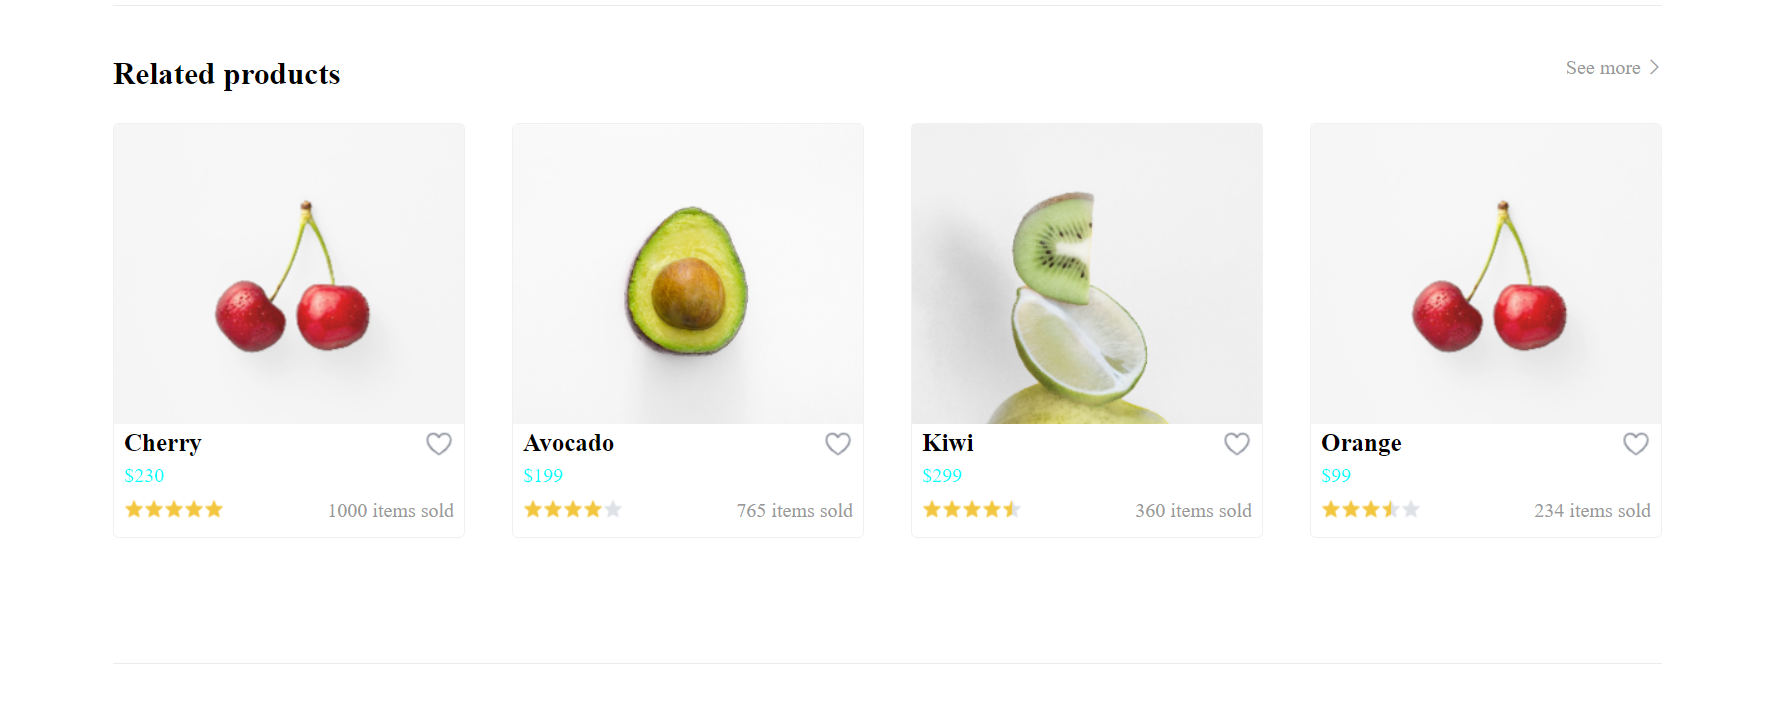 Related products
See more
Cherry
$230
1000 items sold
Avocado
$199
765 items sold
Kiwi
$299
360 items sold
Orange
$99
234 items sold